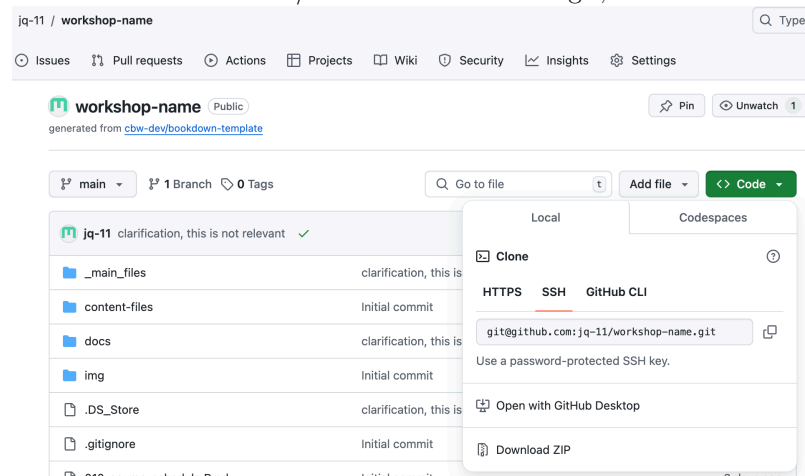 jq-11 / workshop-name
Type
Issues Pull requests Actions Projects Wiki Security Insights Settings
workshop-name Public
Pin Unwatch 1
generated from cbw-dev/bookdown-template
main 1 Branch 0 Tags
Go to file t Add file <> Code
Local Codespaces
jq-11 clarification, this is not relevant
Clone
_main_files clarification, this is
HTTPS SSH GitHub CLI
content-files Initial commit
git@github.com:jq-11/workshop-name.git
docs clarification, this is
Use a password-protected SSH key.
img Initial commit
.DS_Store clarification, this is
Open with GitHub Desktop
.gitignore Initial commit
Download ZIP